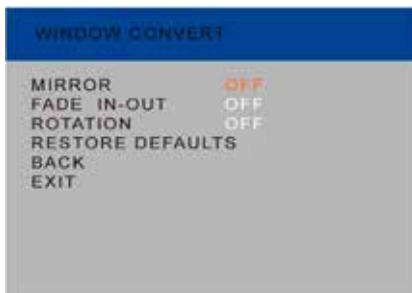 WINDOW CONVERT
MIRROR OFF
FADE IN-OUT OFF
ROTATION OFF
RESTORE DEFAULTS
BACK
EXIT